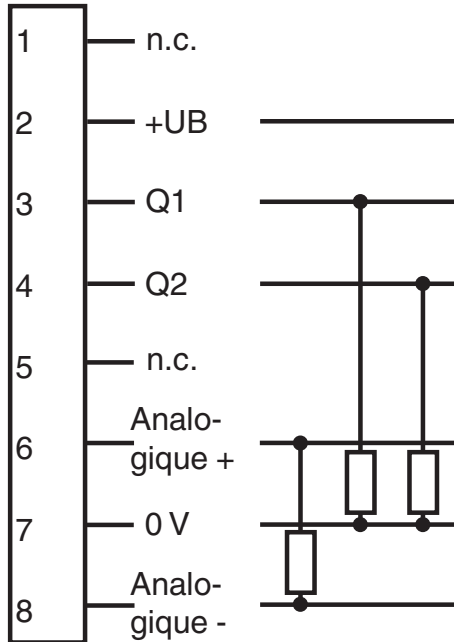 1 n.c.
2 +UB
3 Q1
4 Q2
5 n.c.
6 Analo-
gique +
7 0 V
8 Analo-
gique -